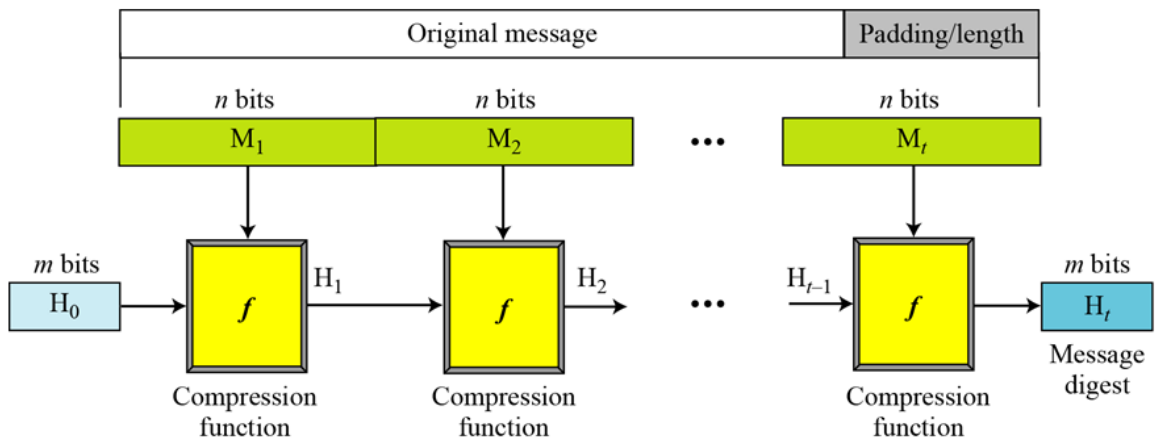 Original message
Padding/length
n bits
n bits
n bits
M₁
M₂
•••
Mₜ
m bits
H₀
f
H₁
f
H₂
•••
Hₜ₋₁
f
m bits
Hₜ
Message
digest
Compression
function
Compression
function
Compression
function